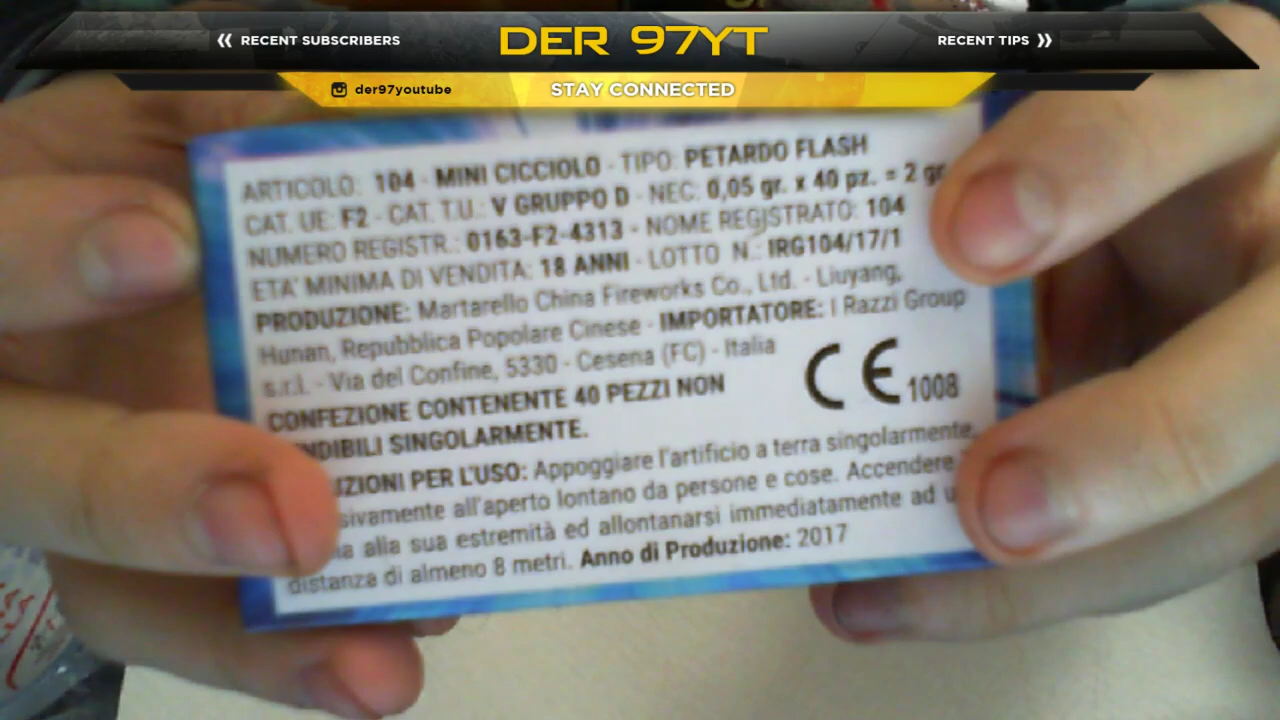 RECENT SUBSCRIBERS
DER 97YT
RECENT TIPS
der97youtube
STAY CONNECTED
ARTICOLO: 104 - MINI CICCIOLO - TIPO: PETARDO FLASH
CAT. UE: F2 - CAT. T.U.: V GRUPPO D - NEC: 0,05 gr. x 40 pz. = 2 gr.
NUMERO REGISTR.: 0163-F2-4313 - NOME REGISTRATO: 104
ETA' MINIMA DI VENDITA: 18 ANNI - LOTTO N.: IRG104/17/1
PRODUZIONE: Martarello China Fireworks Co., Ltd. - Liuyang,
Hunan, Repubblica Popolare Cinese - IMPORTATORE: I Razzi Group
s.r.l. - Via del Confine, 5330 - Cesena (FC) - Italia
CONFEZIONE CONTENENTE 40 PEZZI NON
NDIBILI SINGOLARMENTE.
CE 1008
IZIONI PER L'USO: Appoggiare l'artificio a terra singolarmente,
sivamente all'aperto lontano da persone e cose. Accendere
alla sua estremità ed allontanarsi immediatamente ad
distanza di almeno 8 metri. Anno di Produzione: 2017